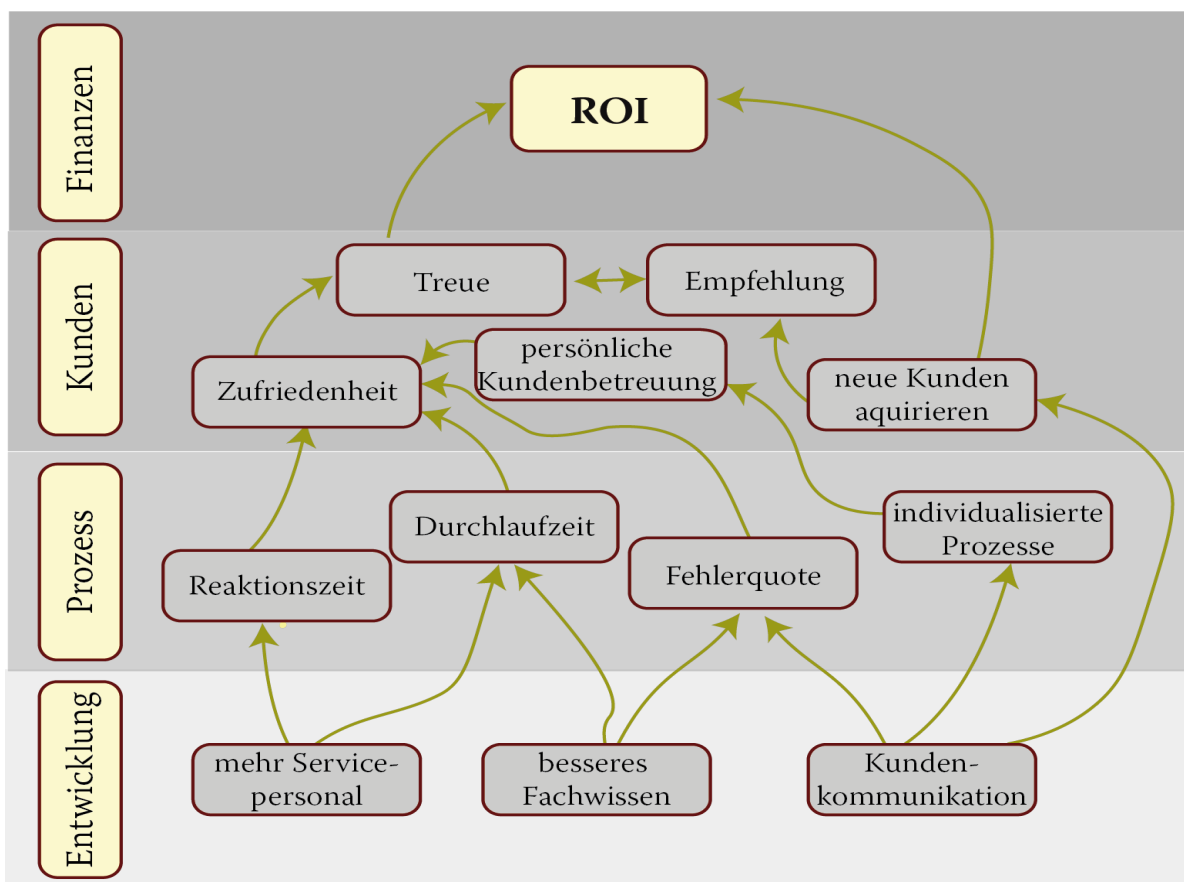 Finanzen
ROI
Kunden
Treue
Empfehlung
Zufriedenheit
persönliche
Kundenbetreuung
neue Kunden
aquirieren
Prozess
Reaktionszeit
Durchlaufzeit
Fehlerquote
individualisierte
Prozesse
Entwicklung
mehr Service-
personal
besseres
Fachwissen
Kunden-
kommunikation